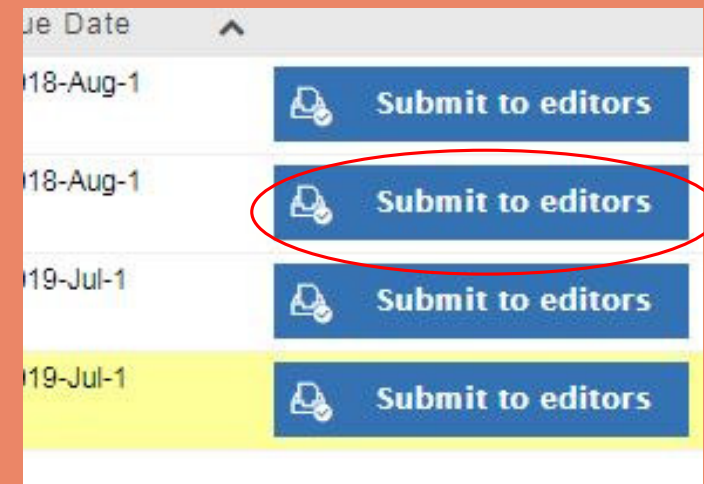 ue Date
18-Aug-1 Submit to editors
18-Aug-1 Submit to editors
19-Jul-1 Submit to editors
19-Jul-1 Submit to editors